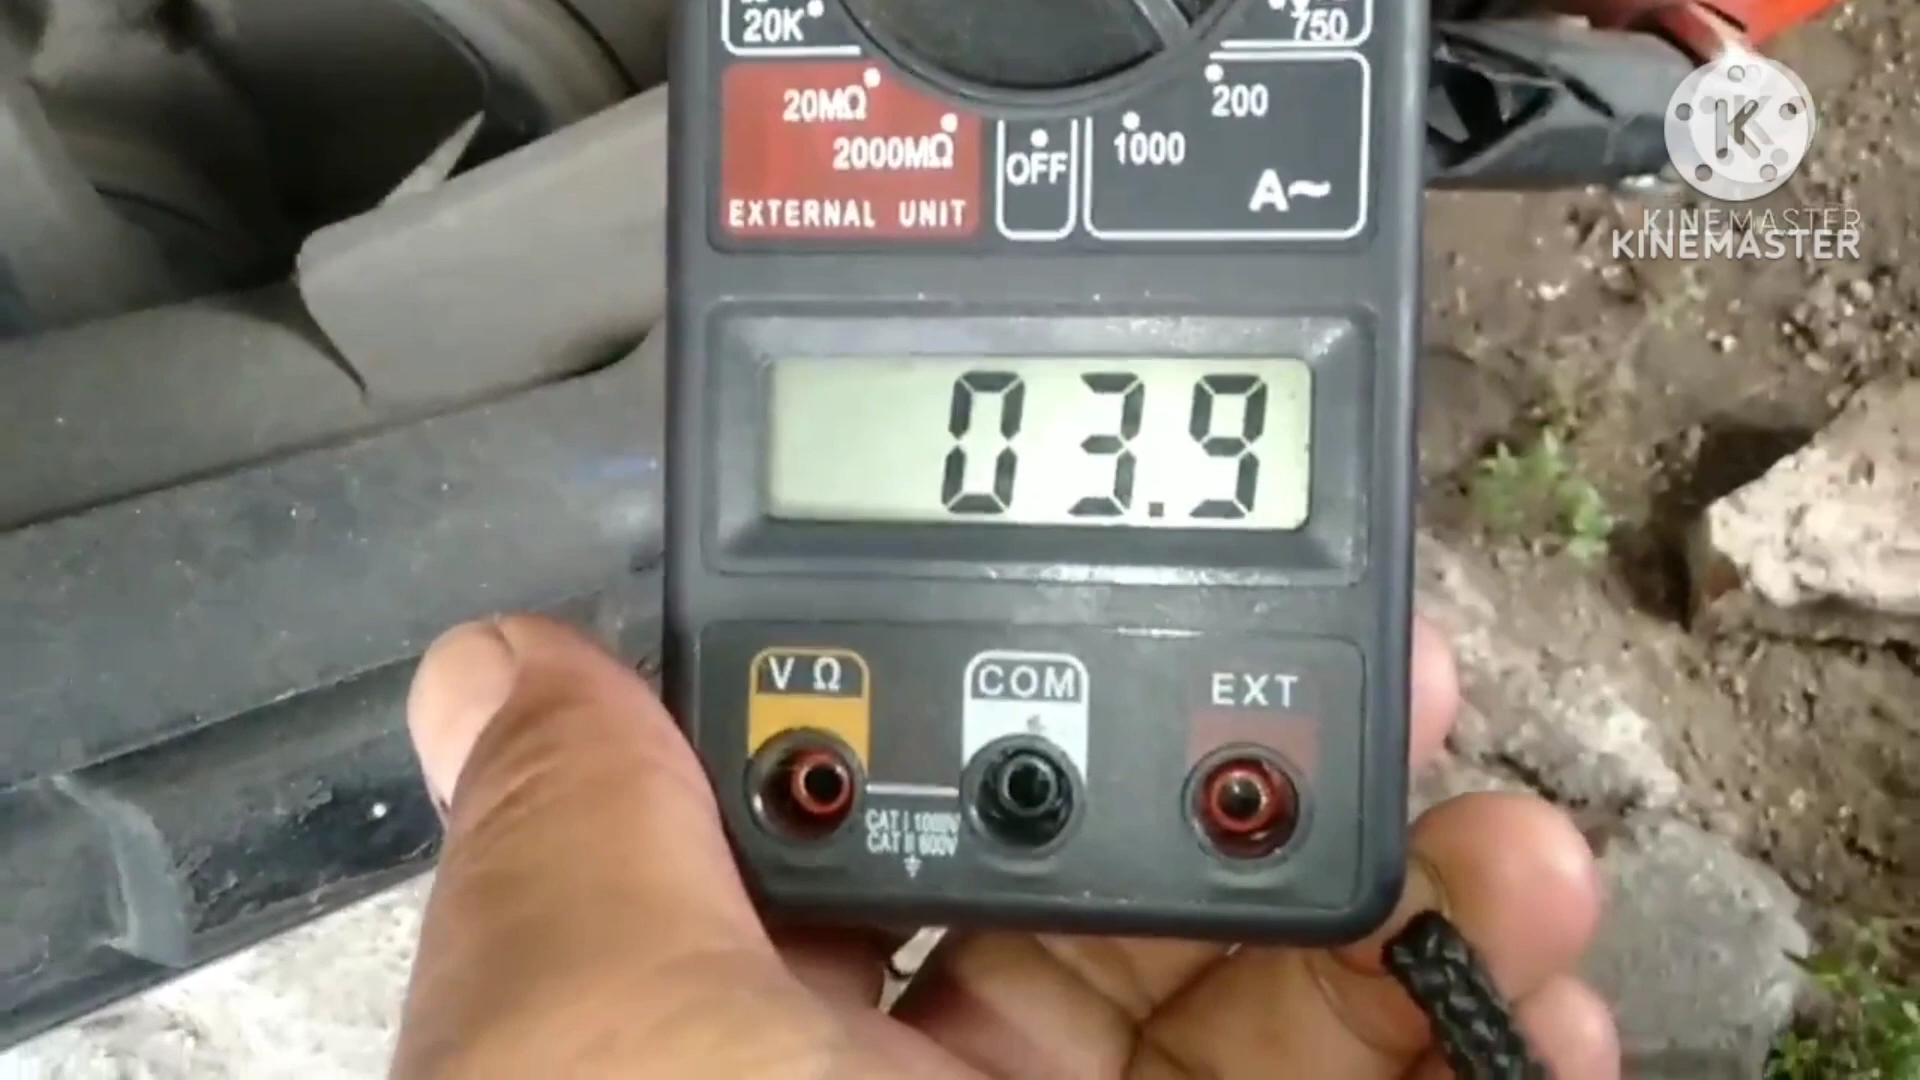 20K
750
20MΩ
2000MΩ
EXTERNAL UNIT
OFF
200
1000
A~
KINEMASTER
KINEMASTER
03.9
V Ω
COM
EXT
CAT I 1000V
CAT II 600V